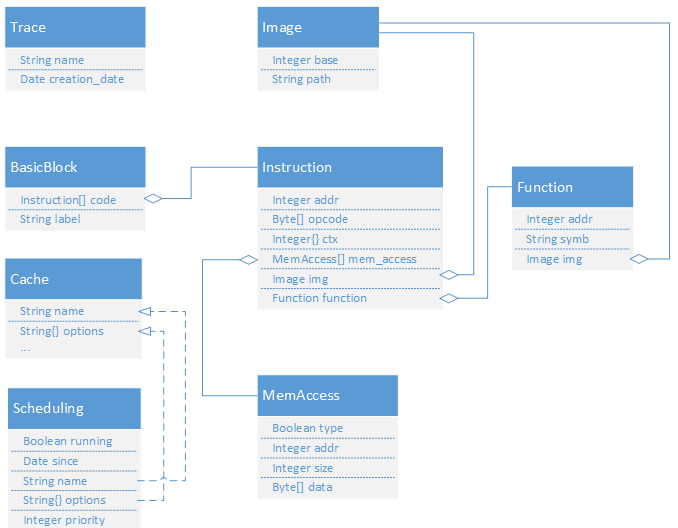 Trace
String name
Date creation_date
Image
Integer base
String path
BasicBlock
Instruction[] code
String label
Instruction
Integer addr
Byte[] opcode
Integer{} ctx
MemAccess[] mem_access
Image img
Function function
Function
Integer addr
String symb
Image img
Cache
String name
String{} options
...
Scheduling
Boolean running
Date since
String name
String{} options
Integer priority
MemAccess
Boolean type
Integer addr
Integer size
Byte[] data